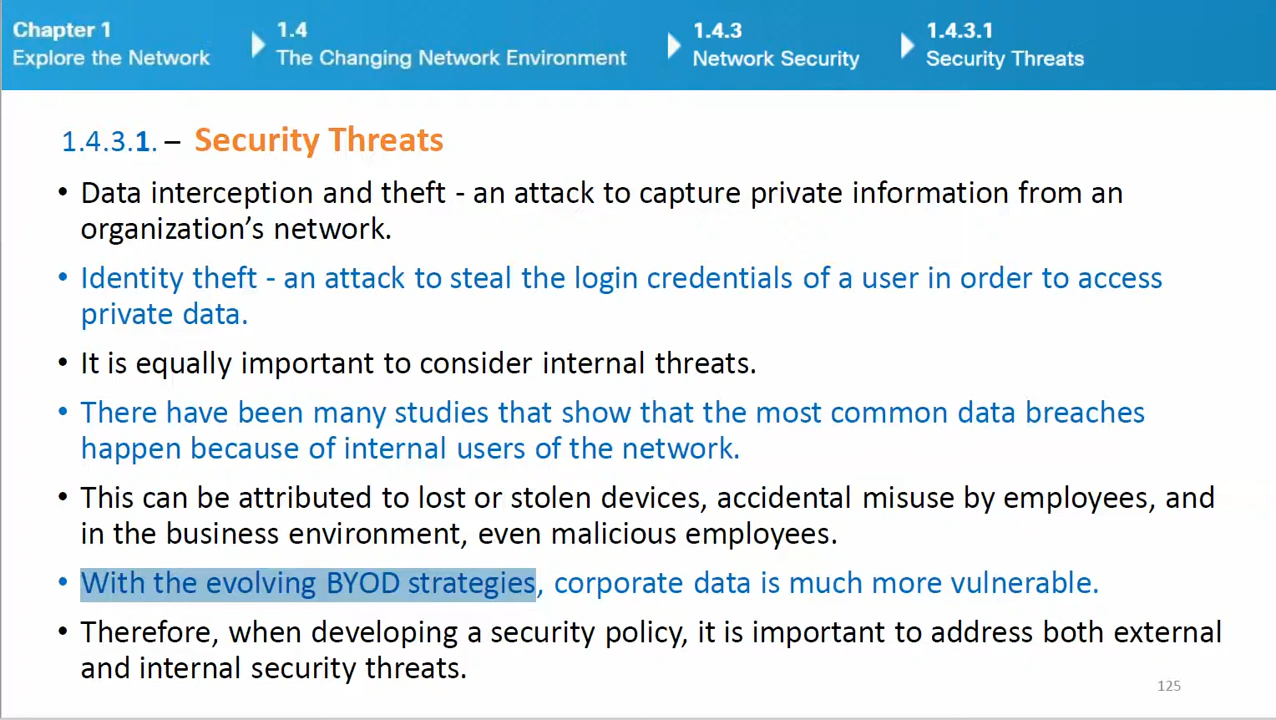 Chapter 1
Explore the Network
1.4
The Changing Network Environment
1.4.3
Network Security
1.4.3.1
Security Threats
1.4.3.1. – Security Threats
• Data interception and theft - an attack to capture private information from an
organization’s network.
• Identity theft - an attack to steal the login credentials of a user in order to access
private data.
• It is equally important to consider internal threats.
• There have been many studies that show that the most common data breaches
happen because of internal users of the network.
• This can be attributed to lost or stolen devices, accidental misuse by employees, and
in the business environment, even malicious employees.
• With the evolving BYOD strategies, corporate data is much more vulnerable.
• Therefore, when developing a security policy, it is important to address both external
and internal security threats.
125